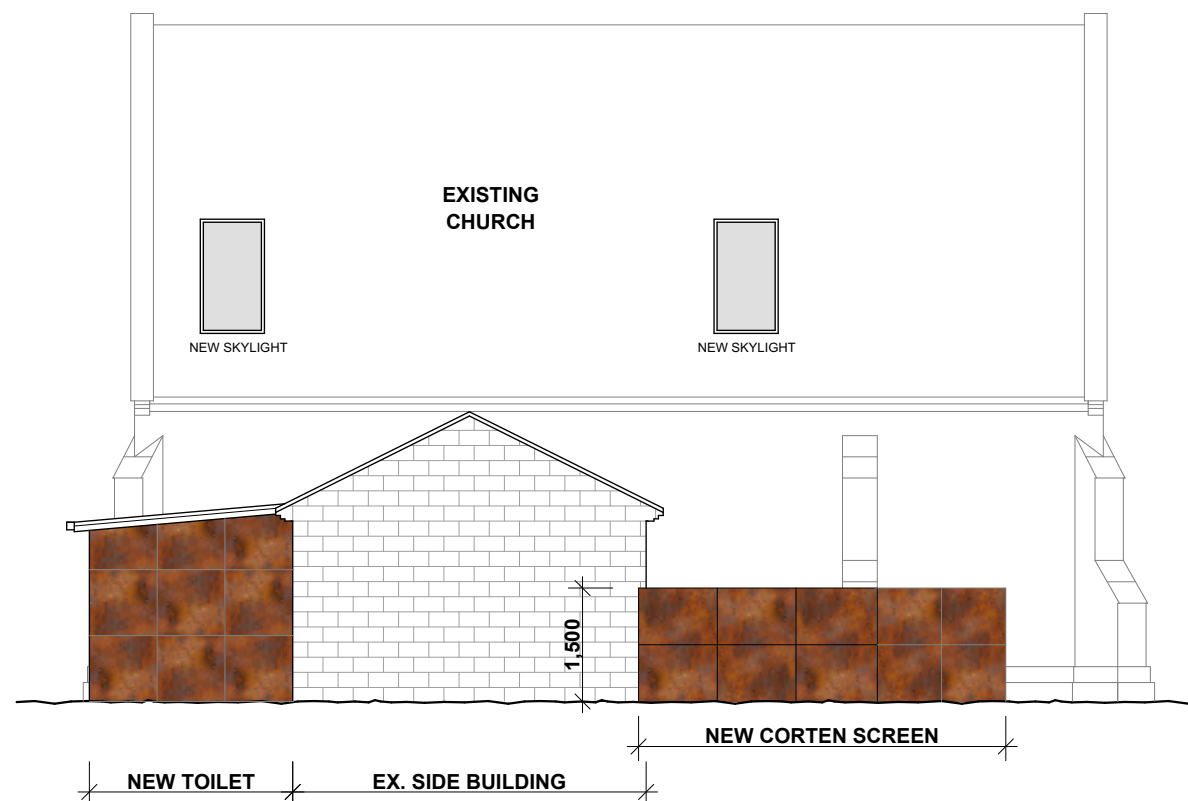 EXISTING
CHURCH
NEW SKYLIGHT
NEW SKYLIGHT
1,500
NEW CORTEN SCREEN
NEW TOILET
EX. SIDE BUILDING